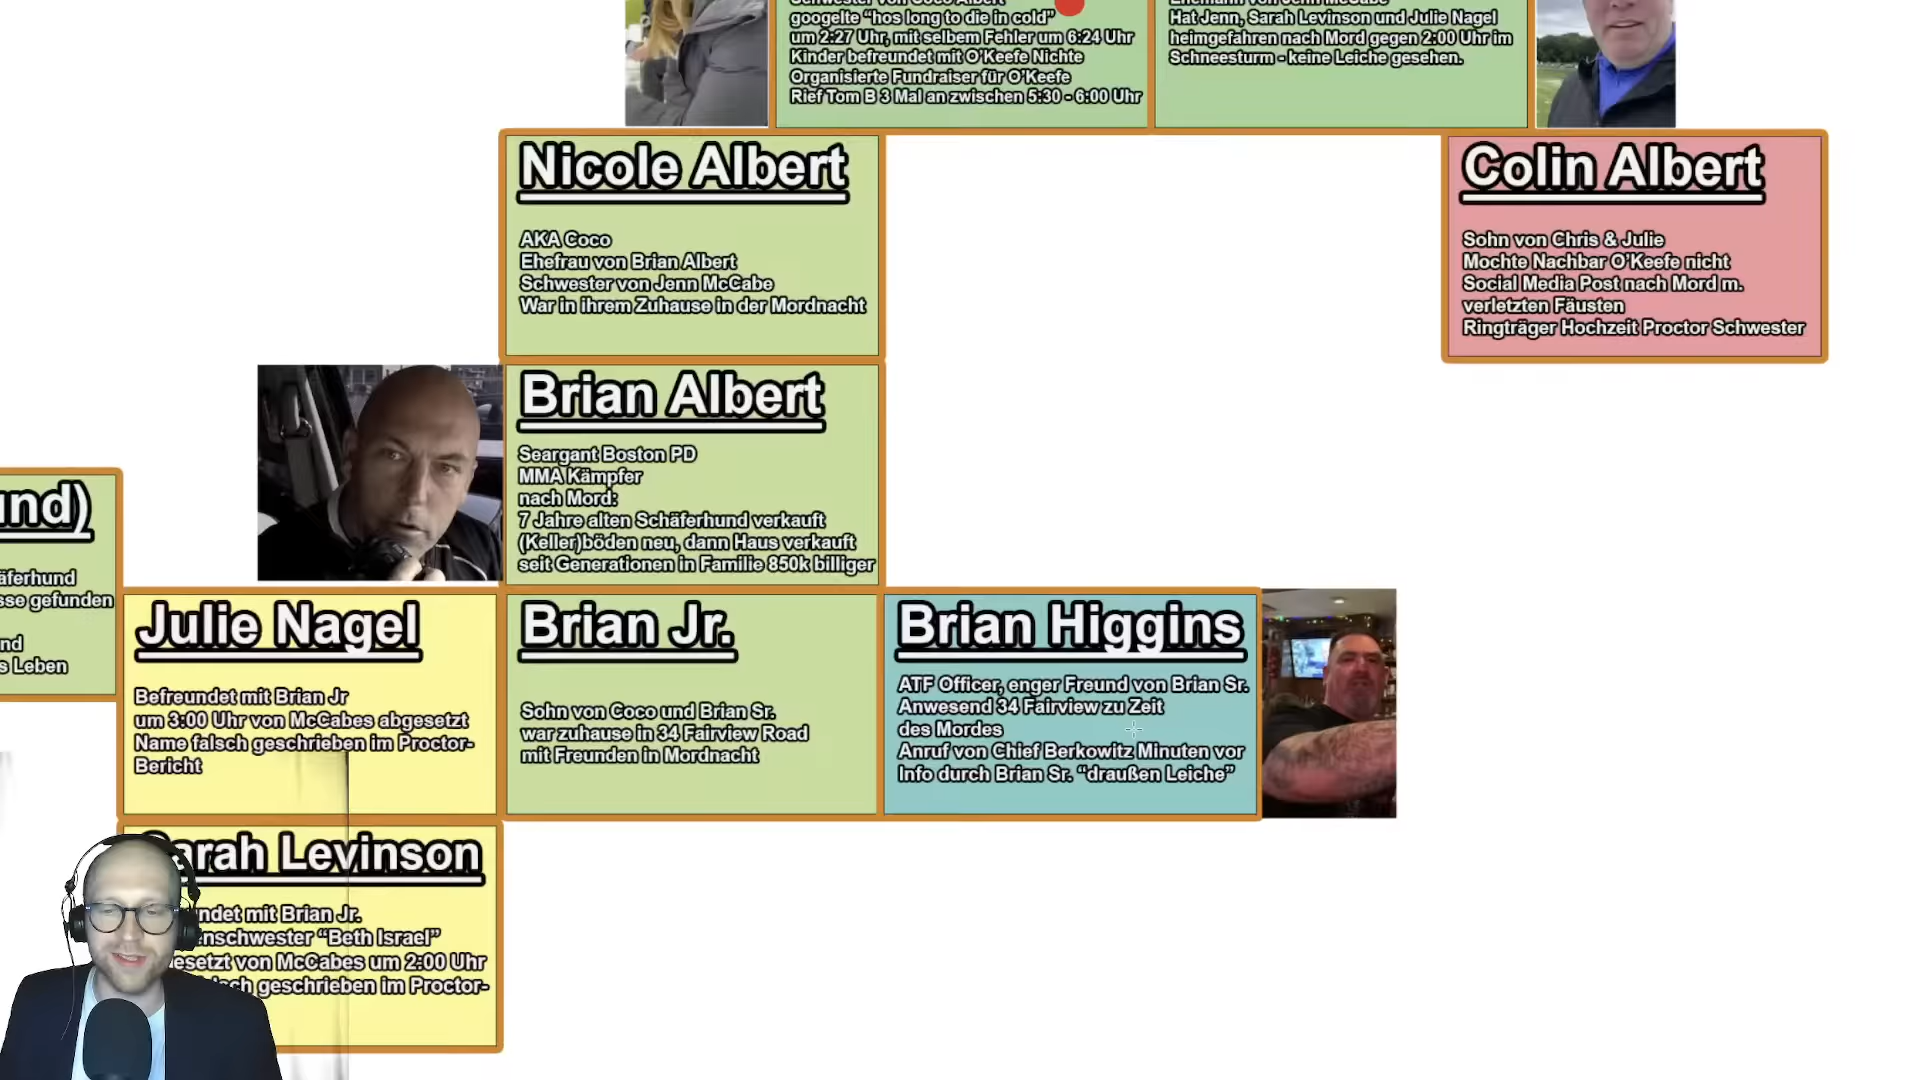 googelte “hos long to die in cold”
um 2:27 Uhr, mit selbem Fehler um 6:24 Uhr
Kinder befreundet mit O'Keefe Nichte
Organisierte Fundraiser für O'Keefe
Rief Tom B 3 Mal an zwischen 5:30 - 6:00 Uhr
Hat Jenn, Sarah Levinson und Julie Nagel
heimgefahren nach Mord gegen 2:00 Uhr im
Schneesturm - keine Leiche gesehen.
Nicole Albert
AKA Coco
Ehefrau von Brian Albert
Schwester von Jenn McCabe
War in ihrem Zuhause in der Mordnacht
Colin Albert
Sohn von Chris & Julie
Mochte Nachbar O'Keefe nicht
Social Media Post nach Mord m.
verletzten Fäusten
Ringträger Hochzeit Proctor Schwester
Brian Albert
Seargant Boston PD
MMA Kämpfer
nach Mord:
7 Jahre alten Schäferhund verkauft
(Keller)böden neu, dann Haus verkauft
seit Generationen in Familie 850k billiger
und)
äferhund
sse gefunden
nd
s Leben
Julie Nagel
Befreundet mit Brian Jr
um 3:00 Uhr von McCabes abgesetzt
Name falsch geschrieben im Proctor-
Bericht
Brian Jr.
Sohn von Coco und Brian Sr.
war zuhause in 34 Fairview Road
mit Freunden in Mordnacht
Brian Higgins
ATF Officer, enger Freund von Brian Sr.
Anwesend 34 Fairview zu Zeit
des Mordes
Anruf von Chief Berkowitz Minuten vor
Info durch Brian Sr. “draußen Leiche”
arah Levinson
ndet mit Brian Jr.
nschwester “Beth Israel”
esetzt von McCabes um 2:00 Uhr
sch geschrieben im Proctor-